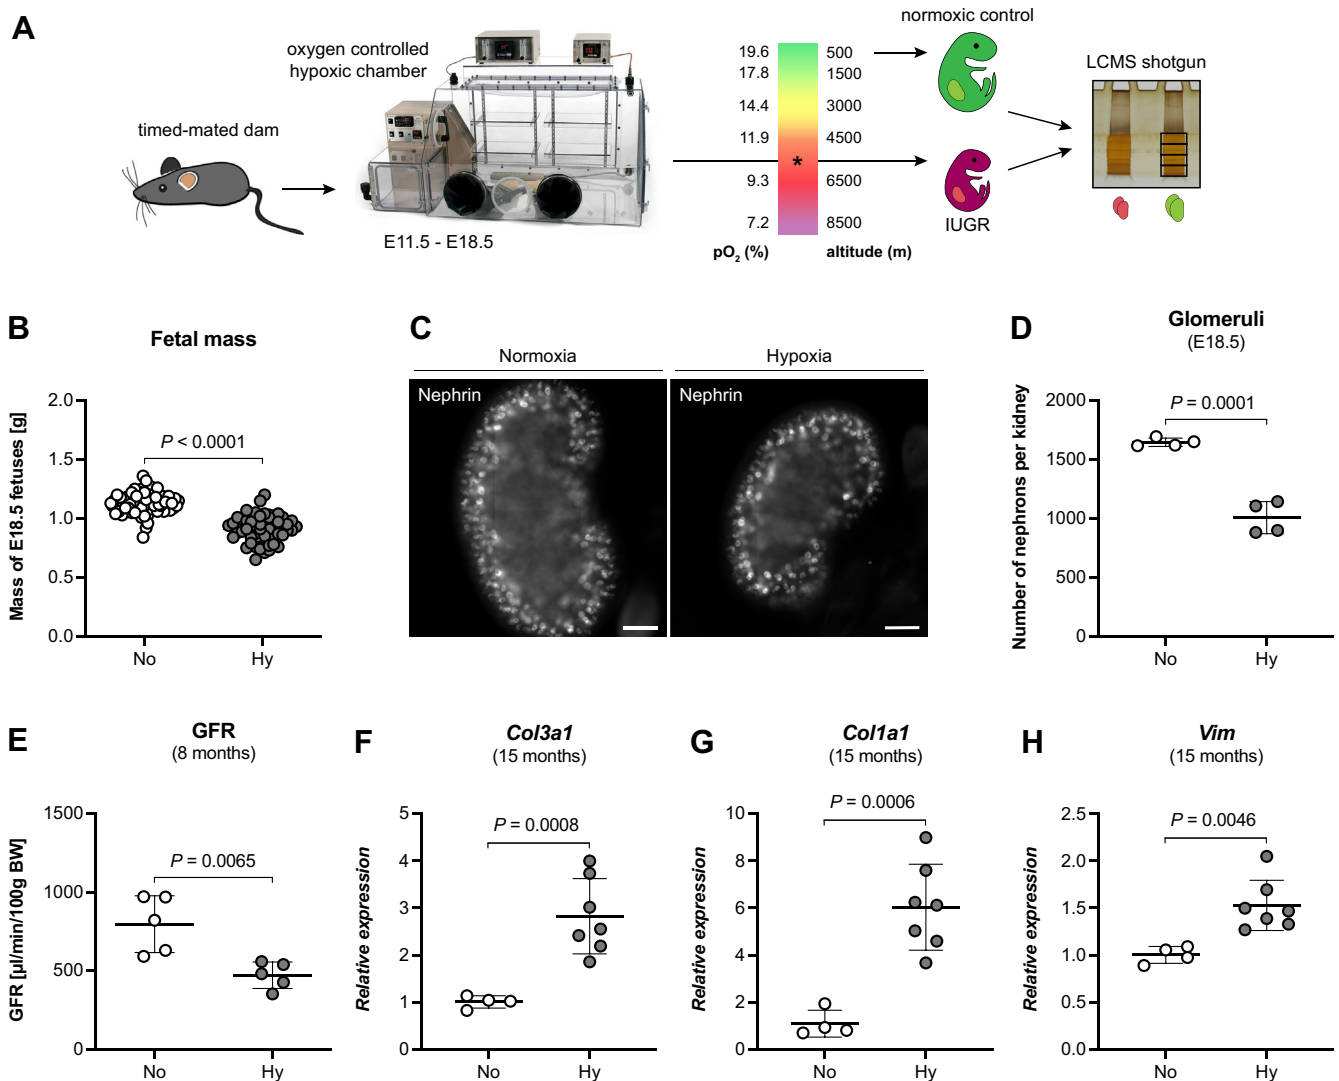 A
timed-mated dam
oxygen controlled
hypoxic chamber
E11.5 - E18.5
19.6 500
17.8 1500
14.4 3000
11.9 4500
*
9.3 6500
7.2 8500
pO2 (%) altitude (m)
normoxic control
IUGR
LCMS shotgun
B
Fetal mass
Mass of E18.5 fetuses [g]
2.0
1.5
1.0
0.5
0.0
P < 0.0001
No Hy
C
Normoxia Hypoxia
Nephrin Nephrin
D
Glomeruli
(E18.5)
Number of nephrons per kidney
2000
1500
1000
500
0
P = 0.0001
No Hy
E
GFR
(8 months)
GFR [µl/min/100g BW]
1500
1000
500
0
P = 0.0065
No Hy
F
Col3a1
(15 months)
Relative expression
5
4
3
2
1
0
P = 0.0008
No Hy
G
Col1a1
(15 months)
Relative expression
10
8
6
4
2
0
P = 0.0006
No Hy
H
Vim
(15 months)
Relative expression
2.5
2.0
1.5
1.0
0.5
0.0
P = 0.0046
No Hy